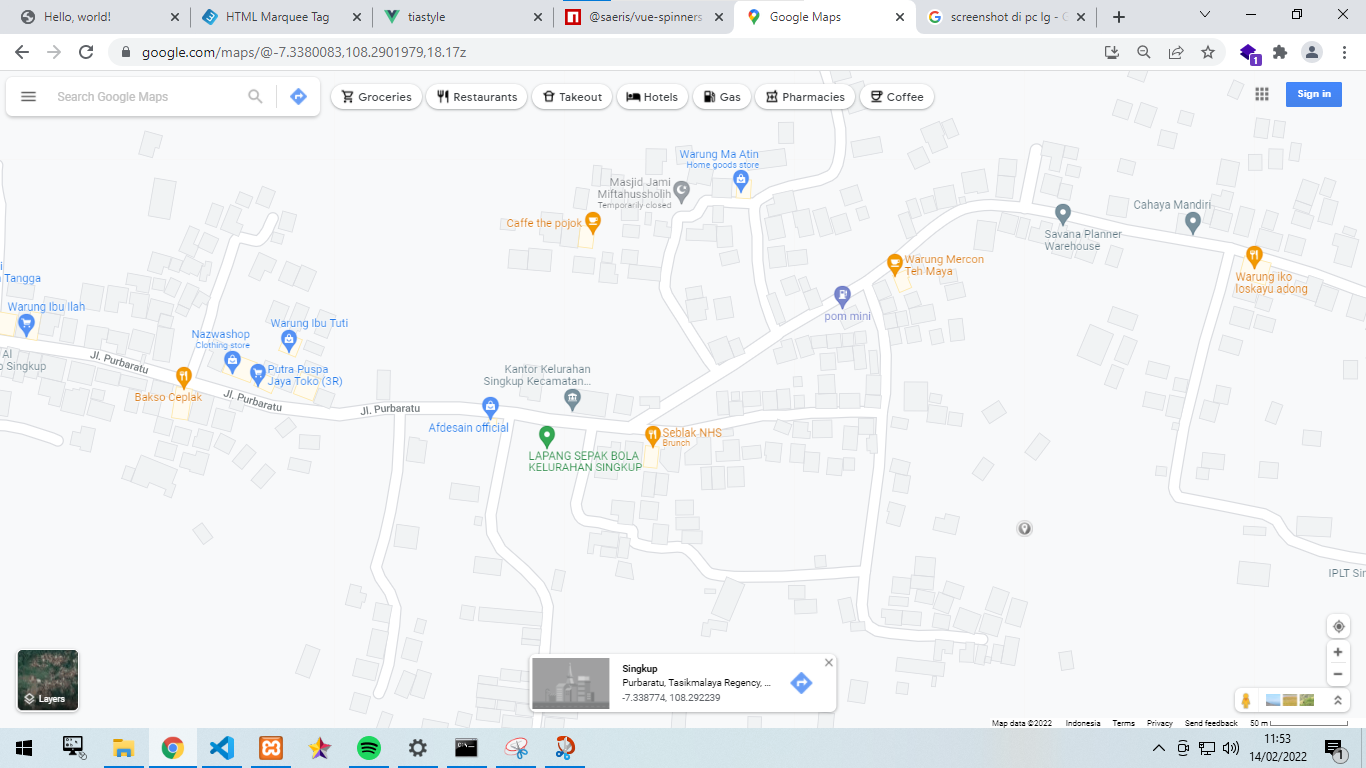 Hello, world!
HTML Marquee Tag
tiastyle
@saeris/vue-spinners
Google Maps
screenshot di pc lg - G
google.com/maps/@-7.3380083,108.2901979,18.17z
1
Search Google Maps
Groceries
Restaurants
Takeout
Hotels
Gas
Pharmacies
Coffee
Sign in
Warung Ma Atin
Home goods store
Masjid Jami
Miftahussholih
Temporarily closed
Caffe the pojok
Cahaya Mandiri
Savana Planner
Warehouse
Warung Mercon
Teh Maya
Warung iko
loskayu adong
pom mini
Tangga
Warung Ibu Ilah
Warung Ibu Tuti
Nazwashop
Clothing store
Al
Singkup
Jl. Purbaratu
Putra Puspa
Jaya Toko (3R)
Bakso Ceplak
Jl. Purbaratu
Jl. Purbaratu
Kantor Kelurahan
Singkup Kecamatan...
Afdesain official
Seblak NHS
Brunch
LAPANG SEPAK BOLA
KELURAHAN SINGKUP
IPLT Sin
Layers
Singkup
Purbaratu, Tasikmalaya Regency, ...
-7.338774, 108.292239
Map data ©2022
Indonesia
Terms
Privacy
Send feedback
50 m
11:53
14/02/2022
1